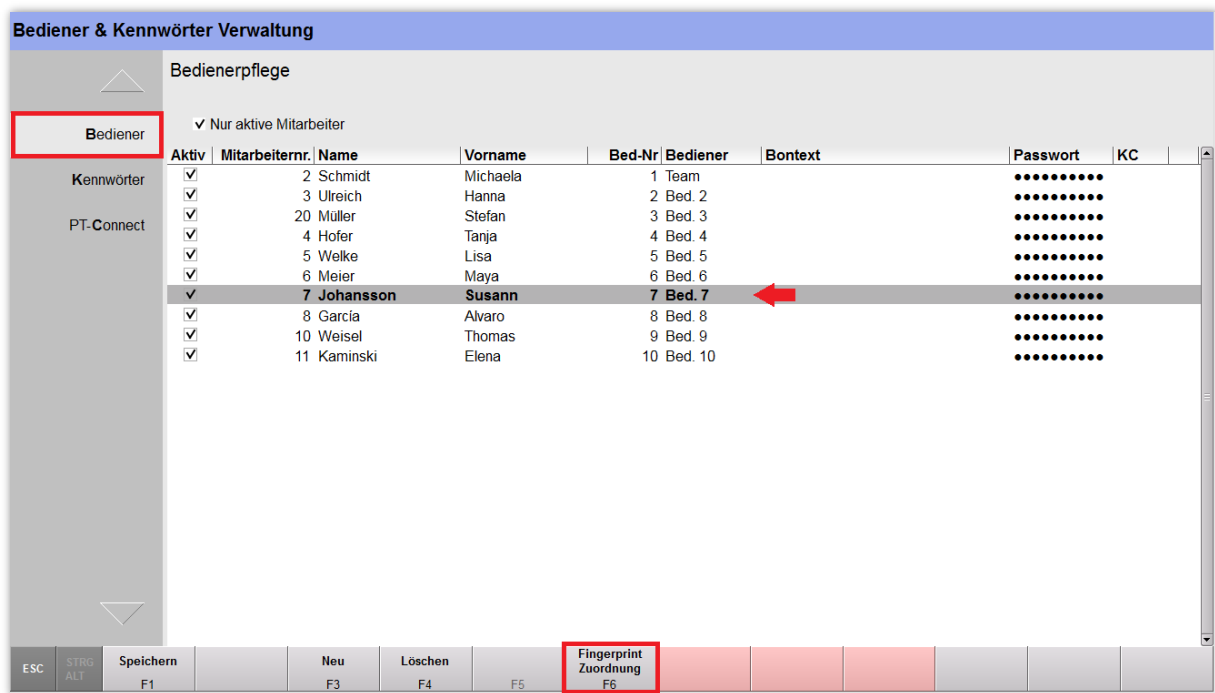 Bediener & Kennwörter Verwaltung
Bedienerpflege
Bediener
Kennwörter
PT-Connect
Nur aktive Mitarbeiter
Aktiv Mitarbeiternr. Name Vorname Bed-Nr Bediener Bontext Passwort KC
2 Schmidt Michaela 1 Team ●●●●●●●●●●
3 Ulreich Hanna 2 Bed. 2 ●●●●●●●●●●
20 Müller Stefan 3 Bed. 3 ●●●●●●●●●●
4 Hofer Tanja 4 Bed. 4 ●●●●●●●●●●
5 Welke Lisa 5 Bed. 5 ●●●●●●●●●●
6 Meier Maya 6 Bed. 6 ●●●●●●●●●●
7 Johansson Susann 7 Bed. 7 ●●●●●●●●●●
8 García Alvaro 8 Bed. 8 ●●●●●●●●●●
10 Weisel Thomas 9 Bed. 9 ●●●●●●●●●●
11 Kaminski Elena 10 Bed. 10 ●●●●●●●●●●
ESC
STRG
ALT
Speichern
F1
Neu
F3
Löschen
F4
F5
Fingerprint
Zuordnung
F6